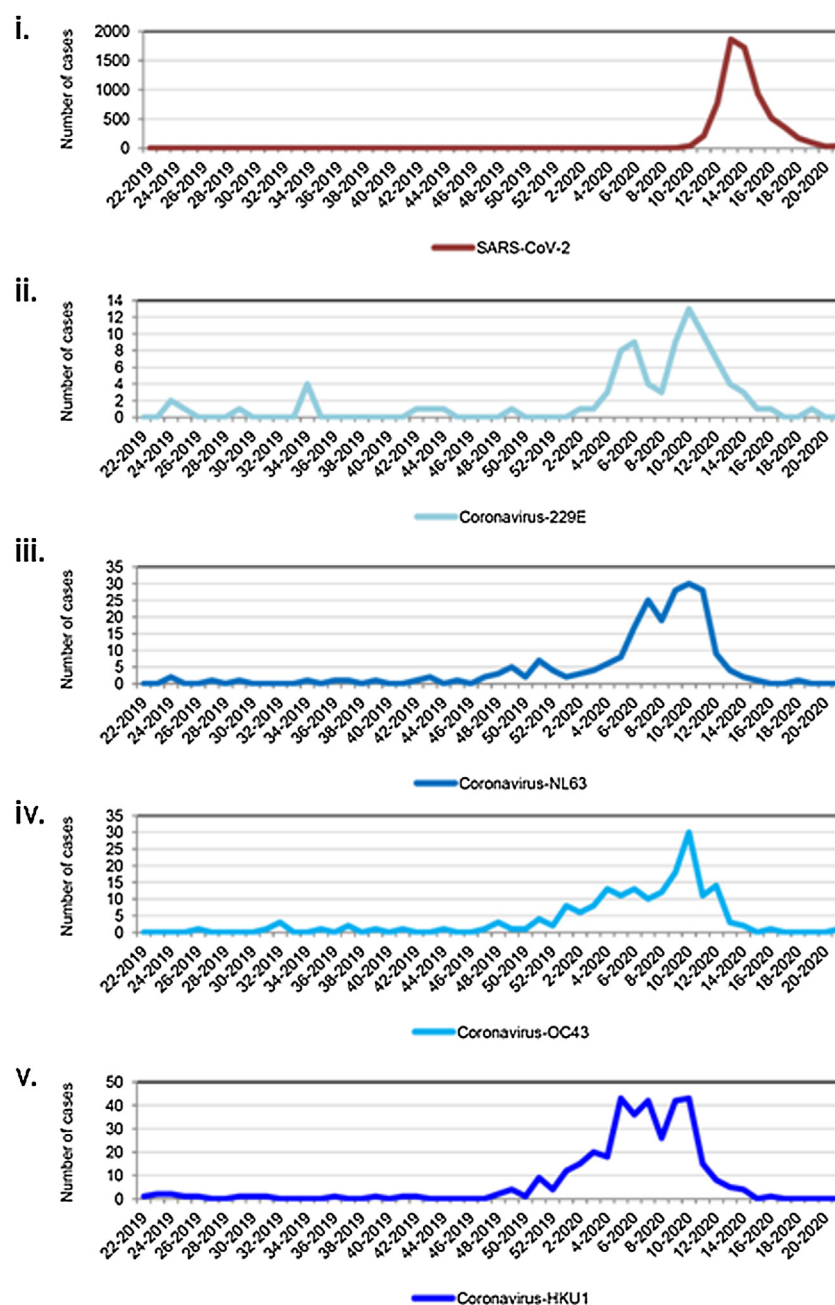 i.
Number of cases
2000
1500
1000
500
0
22-2019 24-2019 26-2019 28-2019 30-2019 32-2019 34-2019 36-2019 38-2019 40-2019 42-2019 44-2019 46-2019 48-2019 50-2019 52-2019 2-2020 4-2020 6-2020 8-2020 10-2020 12-2020 14-2020 16-2020 18-2020 20-2020
SARS-CoV-2
ii.
Number of cases
14
12
10
8
6
4
2
0
22-2019 24-2019 26-2019 28-2019 30-2019 32-2019 34-2019 36-2019 38-2019 40-2019 42-2019 44-2019 46-2019 48-2019 50-2019 52-2019 2-2020 4-2020 6-2020 8-2020 10-2020 12-2020 14-2020 16-2020 18-2020 20-2020
Coronavirus-229E
iii.
Number of cases
35
30
25
20
15
10
5
0
22-2019 24-2019 26-2019 28-2019 30-2019 32-2019 34-2019 36-2019 38-2019 40-2019 42-2019 44-2019 46-2019 48-2019 50-2019 52-2019 2-2020 4-2020 6-2020 8-2020 10-2020 12-2020 14-2020 16-2020 18-2020 20-2020
Coronavirus-NL63
iv.
Number of cases
35
30
25
20
15
10
5
0
22-2019 24-2019 26-2019 28-2019 30-2019 32-2019 34-2019 36-2019 38-2019 40-2019 42-2019 44-2019 46-2019 48-2019 50-2019 52-2019 2-2020 4-2020 6-2020 8-2020 10-2020 12-2020 14-2020 16-2020 18-2020 20-2020
Coronavirus-OC43
v.
Number of cases
50
40
30
20
10
0
22-2019 24-2019 26-2019 28-2019 30-2019 32-2019 34-2019 36-2019 38-2019 40-2019 42-2019 44-2019 46-2019 48-2019 50-2019 52-2019 2-2020 4-2020 6-2020 8-2020 10-2020 12-2020 14-2020 16-2020 18-2020 20-2020
Coronavirus-HKU1